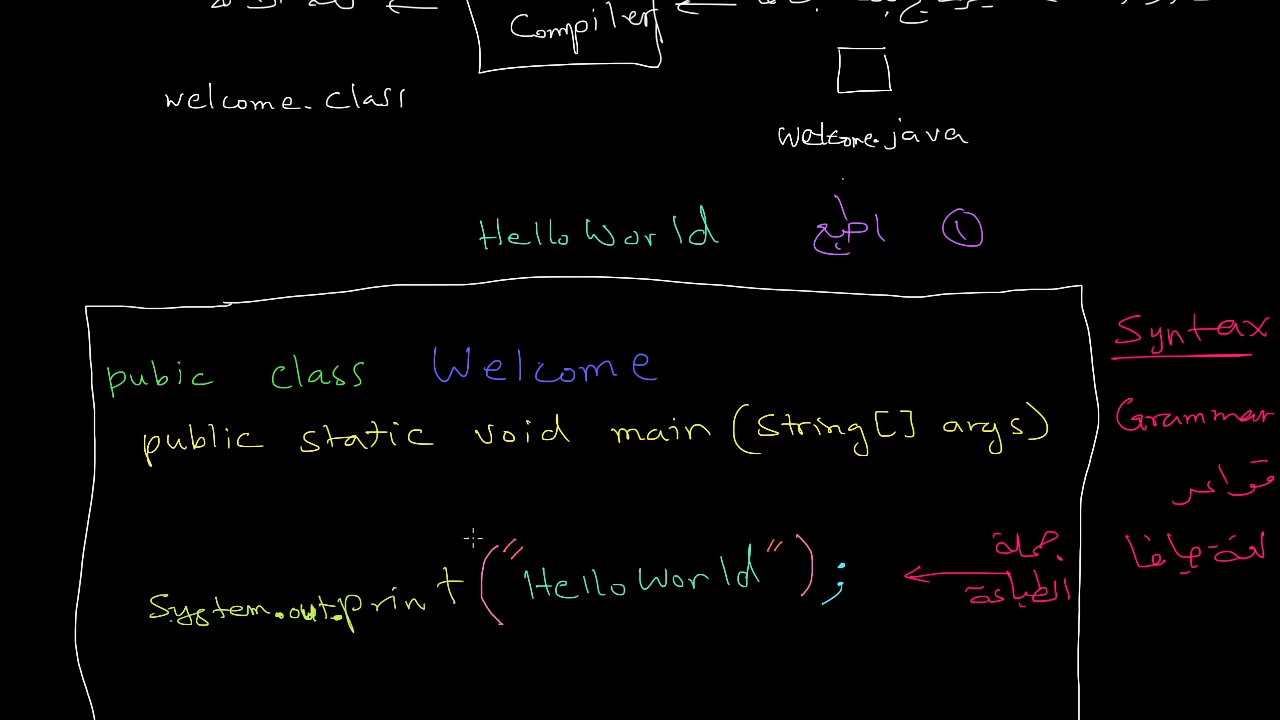 Compiler
welcome.class
welcome.java
① اطبع HelloWorld
pubic class Welcome
public static void main (String[] args)
System.out.print ("HelloWorld");
جملة
الطباعة
Syntax
Grammar
قواعد
لغة جافا